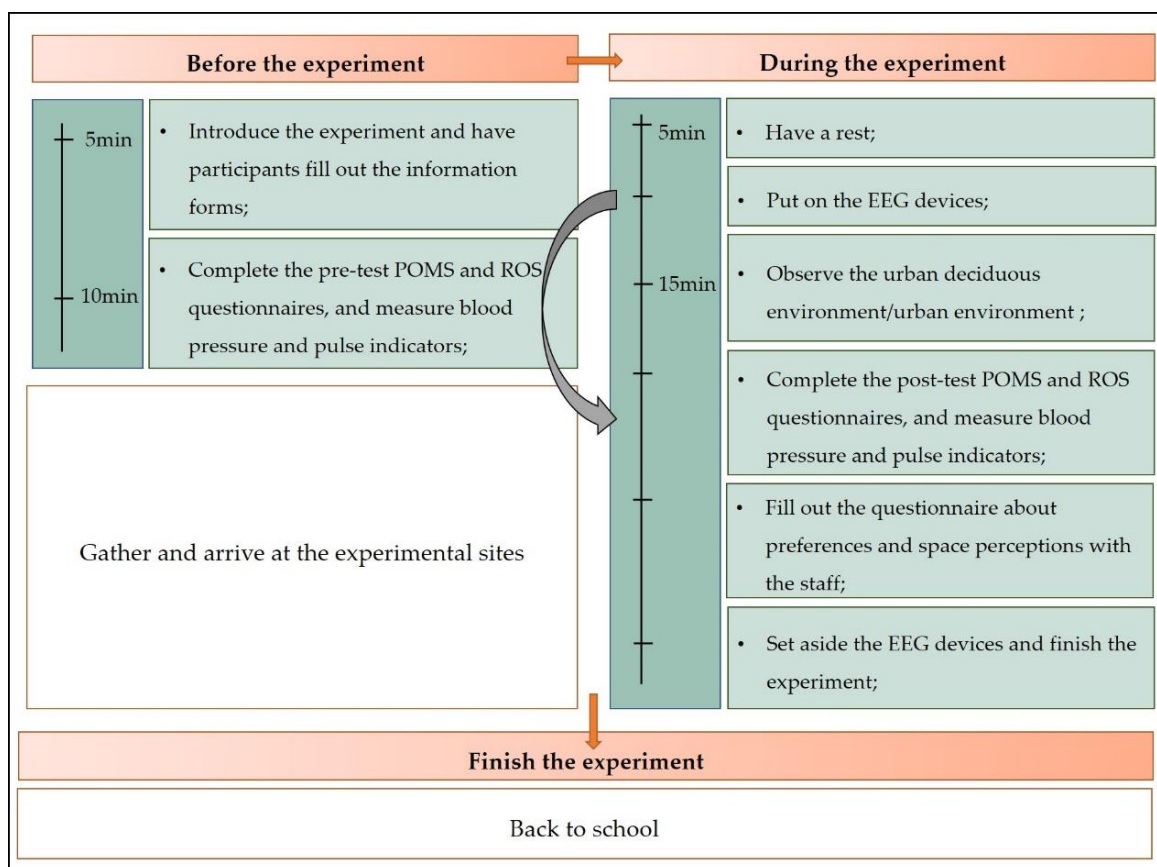 Before the experiment
5min
• Introduce the experiment and have
participants fill out the information
forms;
10min
• Complete the pre-test POMS and ROS
questionnaires, and measure blood
pressure and pulse indicators;
Gather and arrive at the experimental sites
During the experiment
5min
• Have a rest;
• Put on the EEG devices;
15min
• Observe the urban deciduous
environment/urban environment ;
• Complete the post-test POMS and ROS
questionnaires, and measure blood
pressure and pulse indicators;
• Fill out the questionnaire about
preferences and space perceptions with
the staff;
• Set aside the EEG devices and finish the
experiment;
Finish the experiment
Back to school